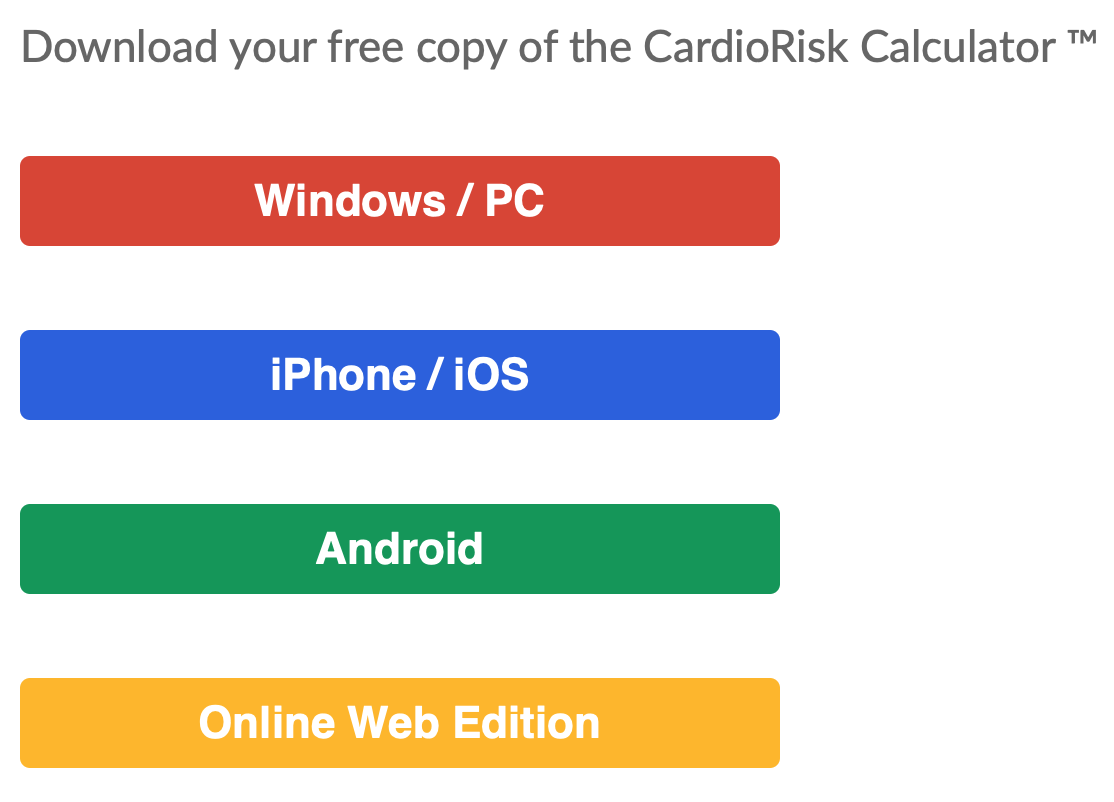 Download your free copy of the CardioRisk Calculator ™
Windows / PC
iPhone / iOS
Android
Online Web Edition